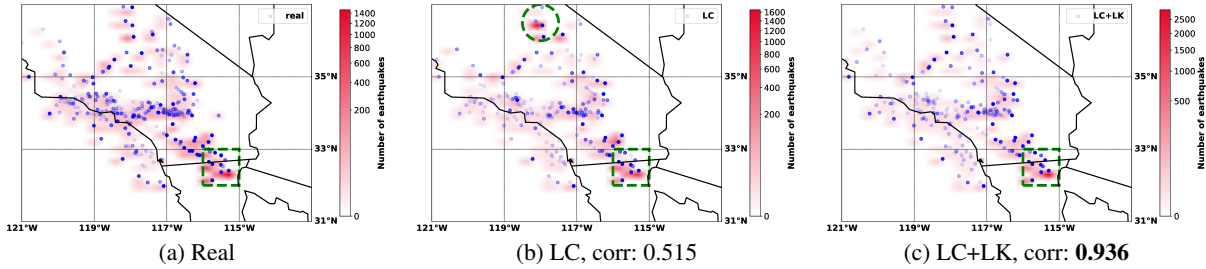 real
1400
1200
1000
800
600
400
200
0
Number of earthquakes
35°N
33°N
31°N
121°W 119°W 117°W 115°W
(a) Real
LC
1600
1400
1200
1000
800
600
400
200
0
Number of earthquakes
35°N
33°N
31°N
121°W 119°W 117°W 115°W
(b) LC, corr: 0.515
LC+LK
2500
2000
1500
1000
500
0
Number of earthquakes
35°N
33°N
31°N
121°W 119°W 117°W 115°W
(c) LC+LK, corr: 0.936